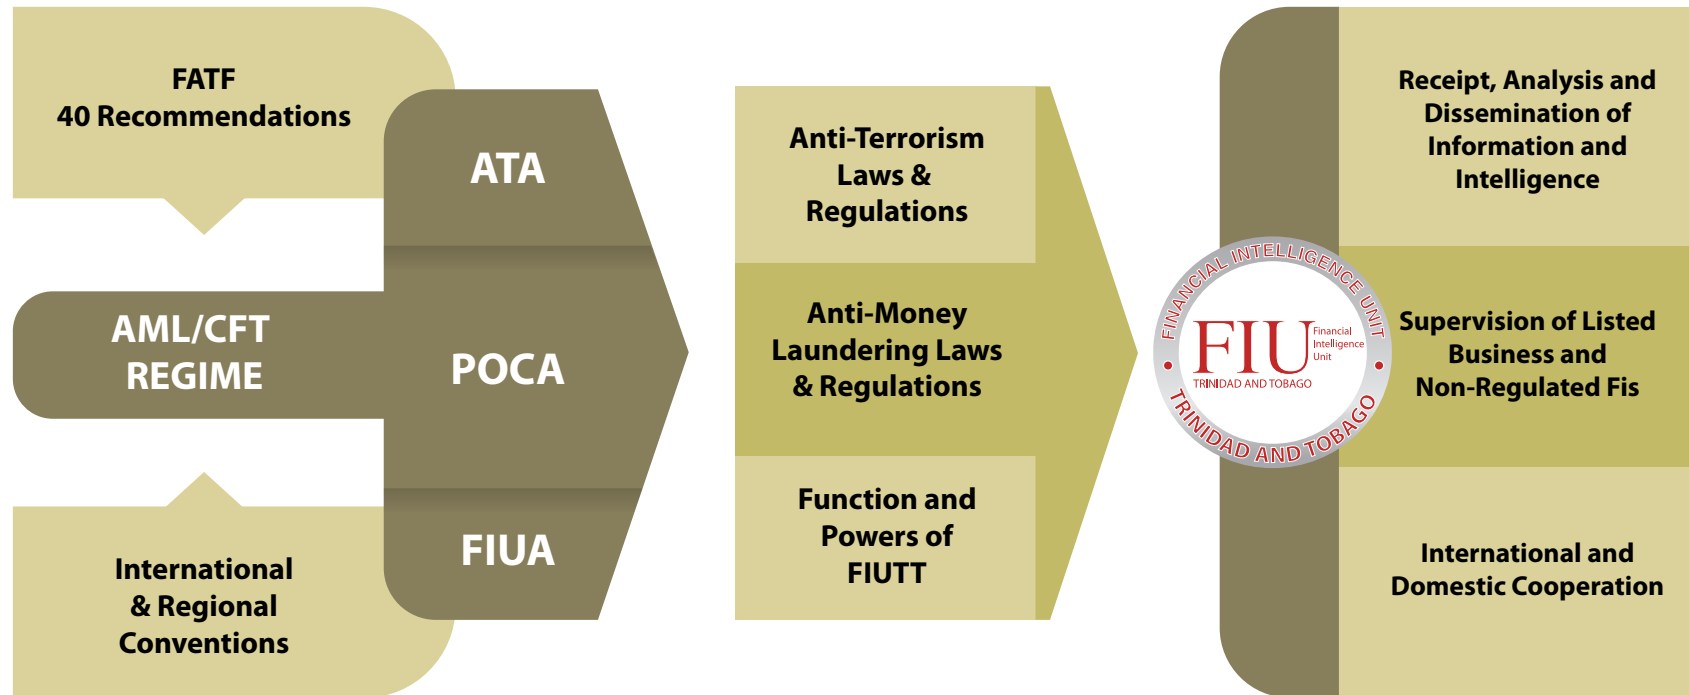 FATF
40 Recommendations
AML/CFT
REGIME
International
& Regional
Conventions
ATA
POCA
FIUA
Anti-Terrorism
Laws &
Regulations
Anti-Money
Laundering Laws
& Regulations
Function and
Powers of
FIUTT
FINANCIAL INTELLIGENCE UNIT
FIU
Financial
Intelligence
Unit
TRINIDAD AND TOBAGO
TRINIDAD AND TOBAGO
Receipt, Analysis and
Dissemination of
Information and
Intelligence
Supervision of Listed
Business and
Non-Regulated Fis
International and
Domestic Cooperation